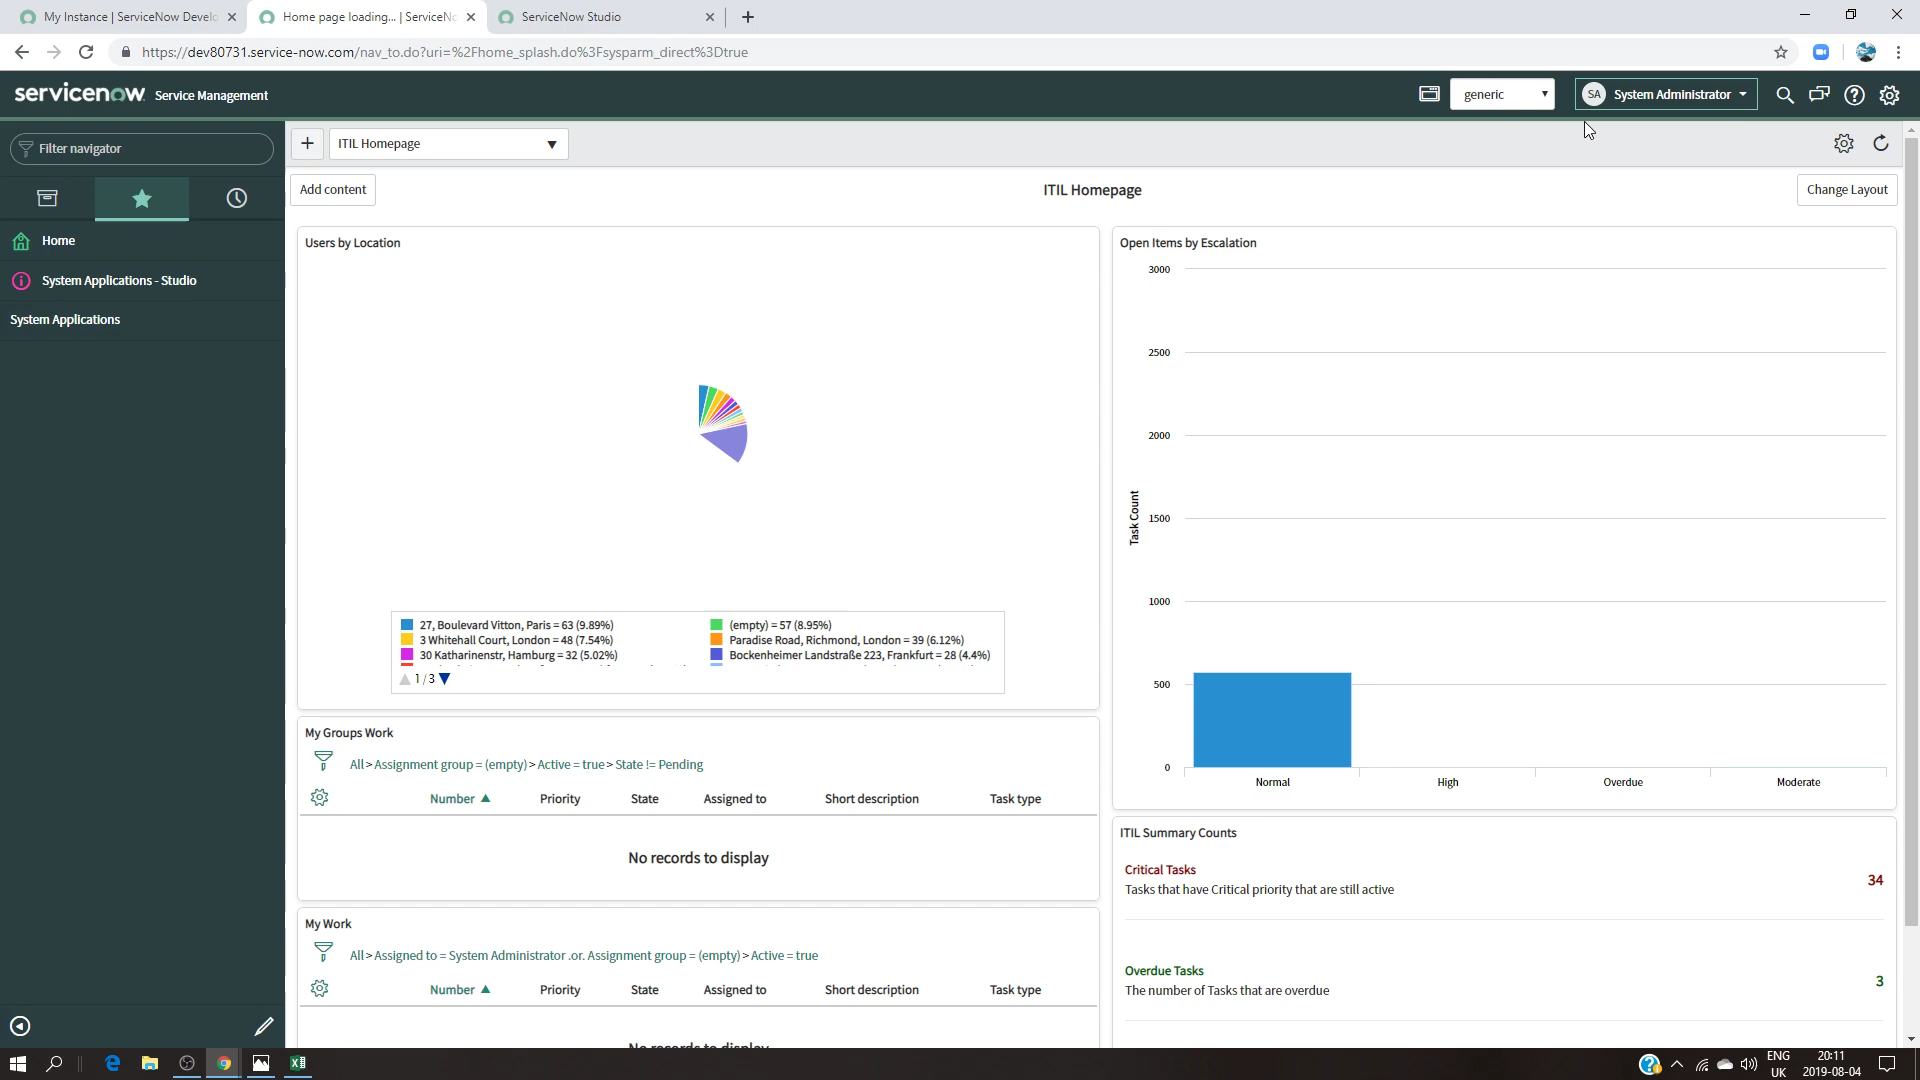 My Instance | ServiceNow Develo
Home page loading... | ServiceNo
ServiceNow Studio
https://dev80731.service-now.com/nav_to.do?uri=%2Fhome_splash.do%3Fsysparm_direct%3Dtrue
servicenow Service Management
generic
SA System Administrator
Filter navigator
ITIL Homepage
Add content
ITIL Homepage
Change Layout
Home
System Applications - Studio
System Applications
Users by Location
27, Boulevard Vitton, Paris = 63 (9.89%)
(empty) = 57 (8.95%)
3 Whitehall Court, London = 48 (7.54%)
Paradise Road, Richmond, London = 39 (6.12%)
30 Katharinenstr, Hamburg = 32 (5.02%)
Bockenheimer Landstraße 223, Frankfurt = 28 (4.4%)
1 / 3
Open Items by Escalation
3000
2500
2000
1500
1000
500
0
Task Count
Normal
High
Overdue
Moderate
My Groups Work
All > Assignment group = (empty) > Active = true > State != Pending
Number Priority State Assigned to Short description Task type
No records to display
My Work
All > Assigned to = System Administrator .or. Assignment group = (empty) > Active = true
Number Priority State Assigned to Short description Task type
No records to display
ITIL Summary Counts
Critical Tasks
Tasks that have Critical priority that are still active
34
Overdue Tasks
The number of Tasks that are overdue
3
ENG
UK
20:11
2019-08-04